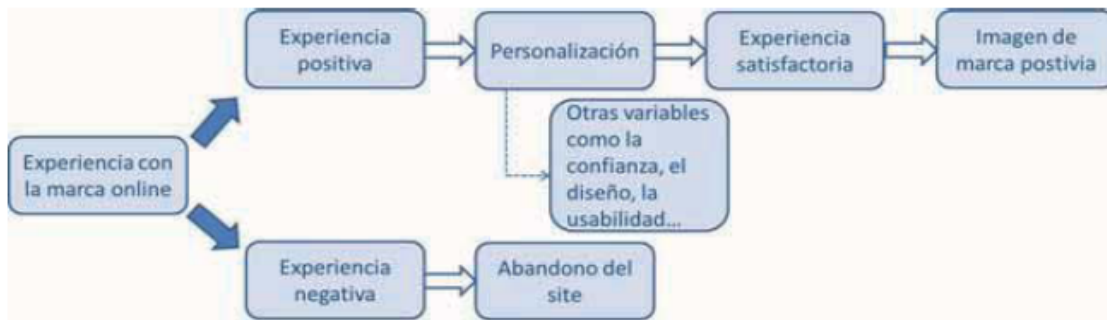 Experiencia
positiva
Personalización
Experiencia
satisfactoria
Imagen de
marca postivia
Otras variables
como la
confianza, el
diseño, la
usabilidad...
Experiencia con
la marca online
Experiencia
negativa
Abandono del
site